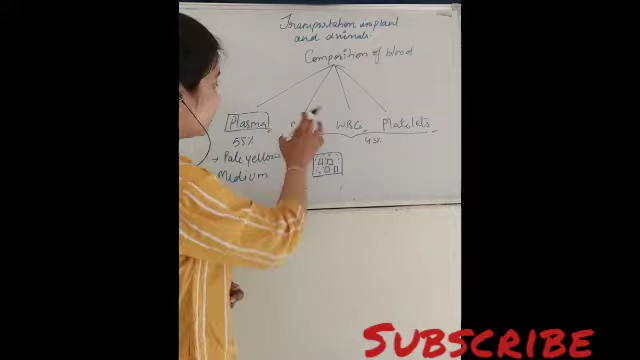 Transportation in plant
and animals.
Composition of blood
Plasma WBCs Platelets
55% 45%
→ Pale yellow
Medium
SUBSCRIBE